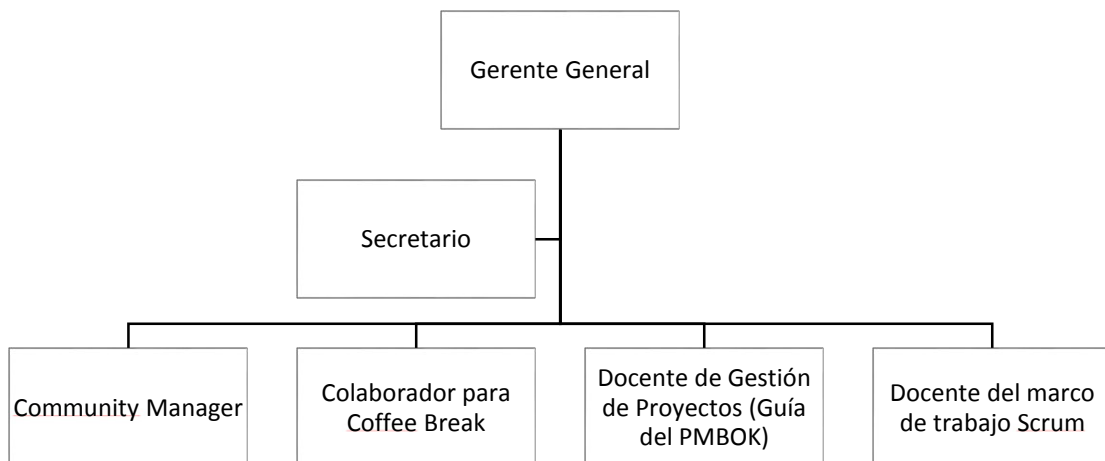 Gerente General
Secretario
Community Manager
Colaborador para
Coffee Break
Docente de Gestión
de Proyectos (Guía
del PMBOK)
Docente del marco
de trabajo Scrum